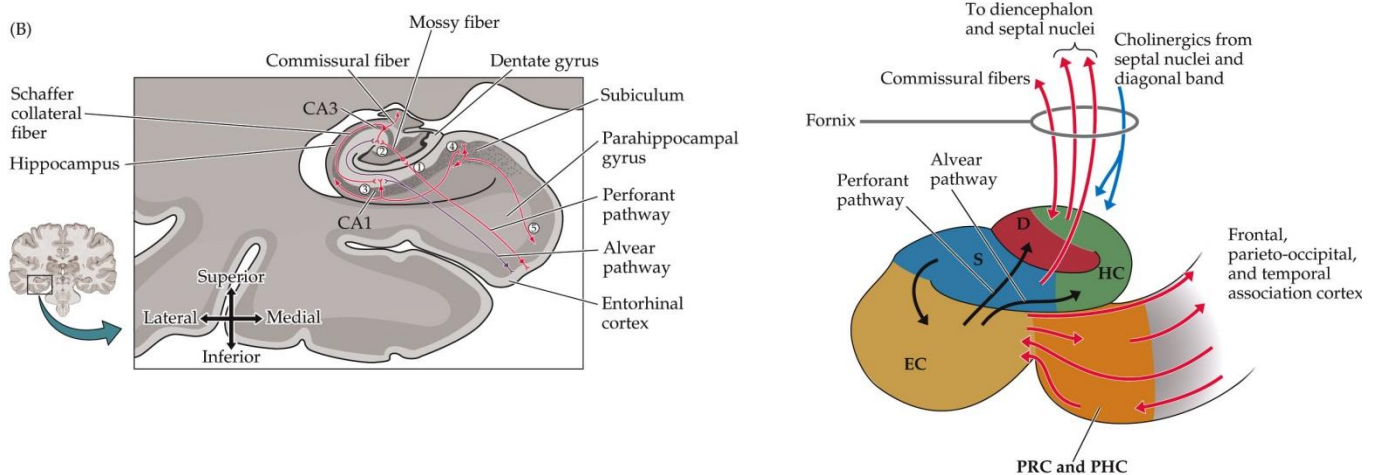 (B)
Mossy fiber
Commissural fiber
Dentate gyrus
Schaffer
collateral
fiber
CA3
Subiculum
Hippocampus
Parahippocampal
gyrus
CA1
Perforant
pathway
Alvear
pathway
Entorhinal
cortex
1
2
3
4
5
Superior
Lateral
Medial
Inferior
To diencephalon
and septal nuclei
Commissural fibers
Cholinergics from
septal nuclei and
diagonal band
Fornix
Perforant
pathway
Alvear
pathway
D
S
HC
EC
Frontal,
parieto-occipital,
and temporal
association cortex
PRC and PHC